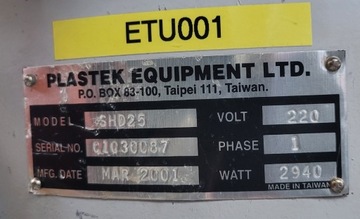 ETU001
PLASTEK EQUIPMENT LTD.
P.O. BOX 83-100, Taipei 111, Taiwan.
MODEL SHD25 VOLT 220
SERIAL NO. C1030087 PHASE 1
MFG. DATE MAR 2001 WATT 2940
MADE IN TAIWAN